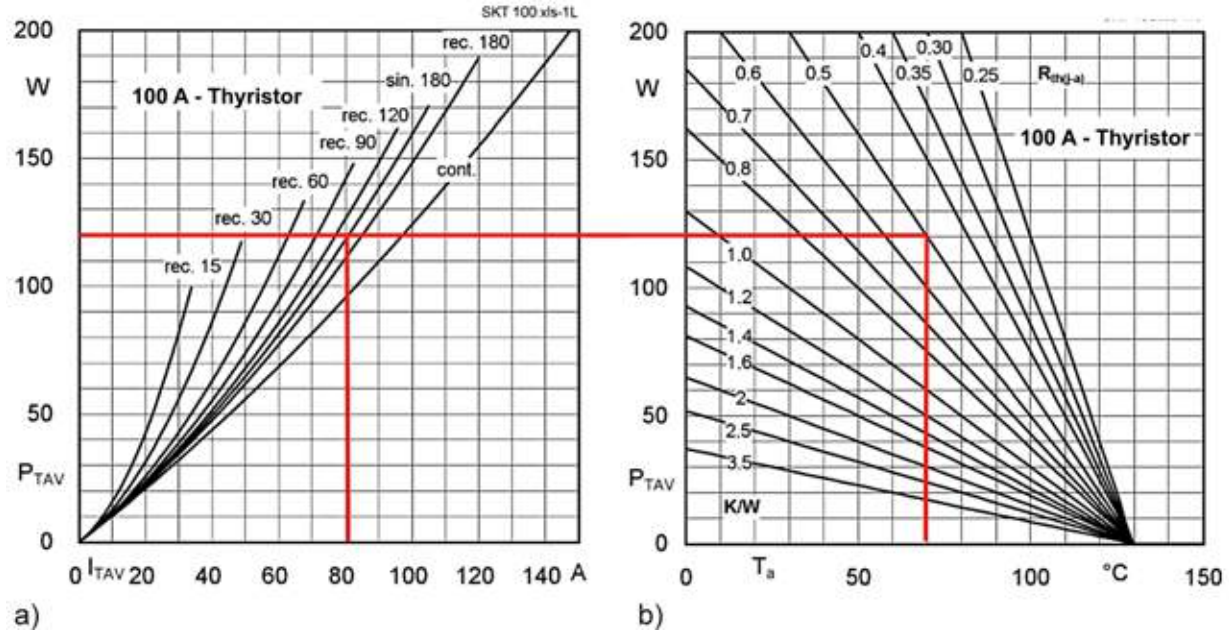 SKT 100 xls-1L
200
W
150
100
50
P_TAV
0
100 A - Thyristor
rec. 180
sin. 180
rec. 120
rec. 90
rec. 60
cont.
rec. 30
rec. 15
0 I_TAV 20 40 60 80 100 120 140 A
a)
200
W
150
100
50
P_TAV
0
0.4
0.30
0.6
0.5
0.35
0.25
R_th(j-a)
0.7
100 A - Thyristor
0.8
1.0
1.2
1.4
1.6
2
2.5
3.5
K/W
0 T_a 50 100 °C 150
b)